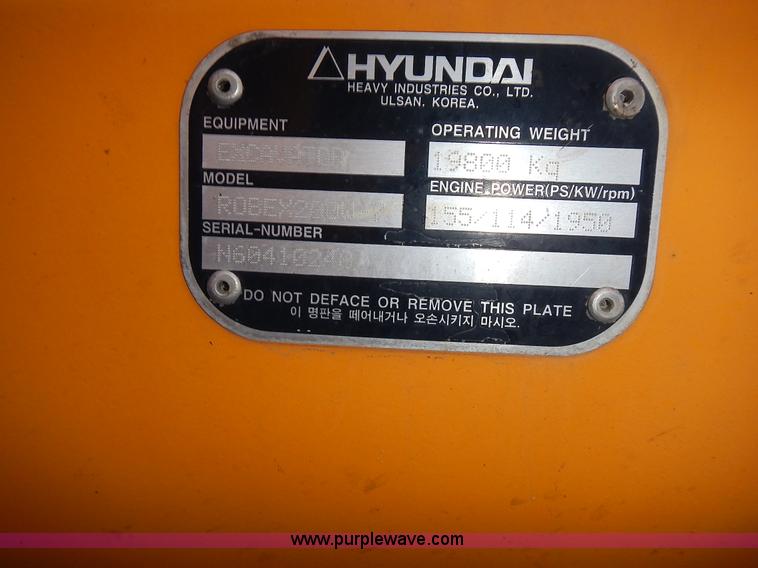 HYUNDAI
HEAVY INDUSTRIES CO., LTD.
ULSAN. KOREA.
EQUIPMENT
EXCAVATOR
OPERATING WEIGHT
19800 Kg
MODEL
ENGINE POWER(PS/KW/rpm)
155/114/1950
SERIAL-NUMBER
DO NOT DEFACE OR REMOVE THIS PLATE
이 명판을 떼어내거나 오손시키지 마시오.
www.purplewave.com